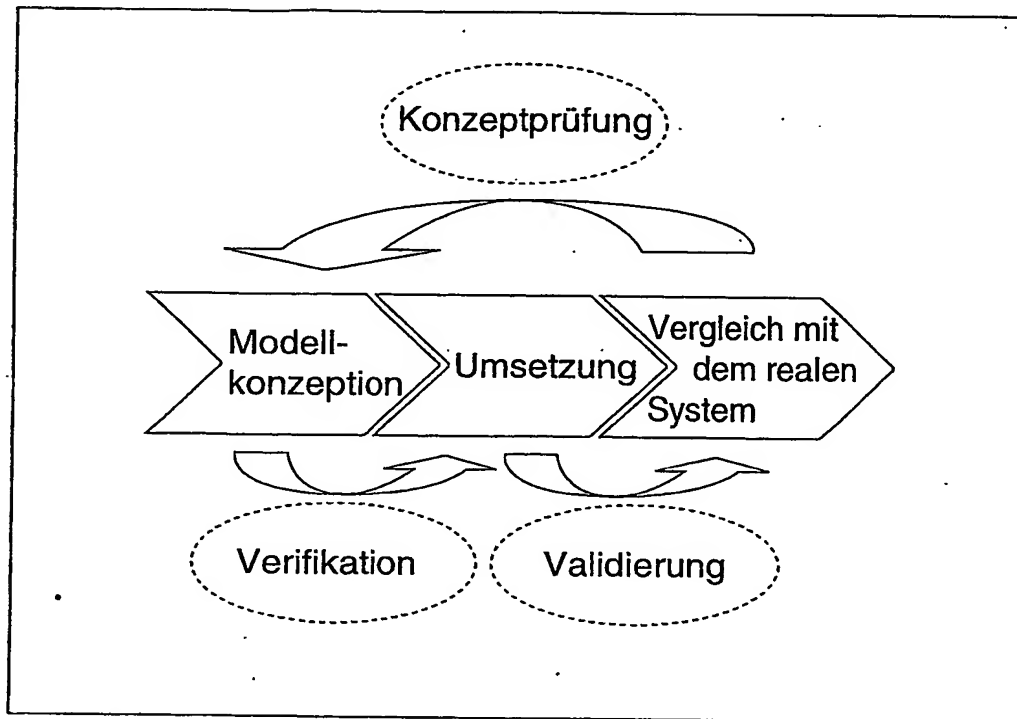 Konzeptprüfung
Modell-
konzeption
Umsetzung
Vergleich mit
dem realen
System
Verifikation
Validierung